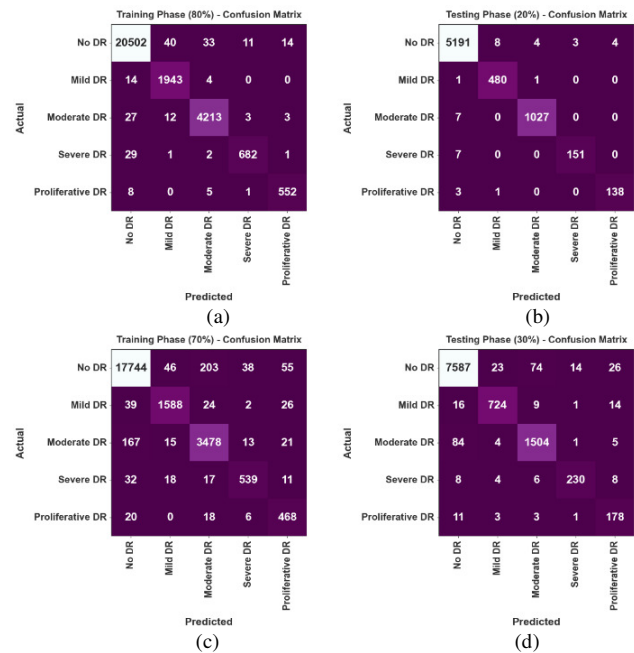 Training Phase (80%) - Confusion Matrix
No DR 20502 40 33 11 14
Mild DR 14 1943 4 0 0
Moderate DR 27 12 4213 3 3
Severe DR 29 1 2 682 1
Proliferative DR 8 0 5 1 552
Actual
No DR Mild DR Moderate DR Severe DR Proliferative DR
Predicted
(a)
Testing Phase (20%) - Confusion Matrix
No DR 5191 8 4 3 4
Mild DR 1 480 1 0 0
Moderate DR 7 0 1027 0 0
Severe DR 7 0 0 151 0
Proliferative DR 3 1 0 0 138
Actual
No DR Mild DR Moderate DR Severe DR Proliferative DR
Predicted
(b)
Training Phase (70%) - Confusion Matrix
No DR 17744 46 203 38 55
Mild DR 39 1588 24 2 26
Moderate DR 167 15 3478 13 21
Severe DR 32 18 17 539 11
Proliferative DR 20 0 18 6 468
Actual
No DR Mild DR Moderate DR Severe DR Proliferative DR
Predicted
(c)
Testing Phase (30%) - Confusion Matrix
No DR 7587 23 74 14 26
Mild DR 16 724 9 1 14
Moderate DR 84 4 1504 1 5
Severe DR 8 4 6 230 8
Proliferative DR 11 3 3 1 178
Actual
No DR Mild DR Moderate DR Severe DR Proliferative DR
Predicted
(d)